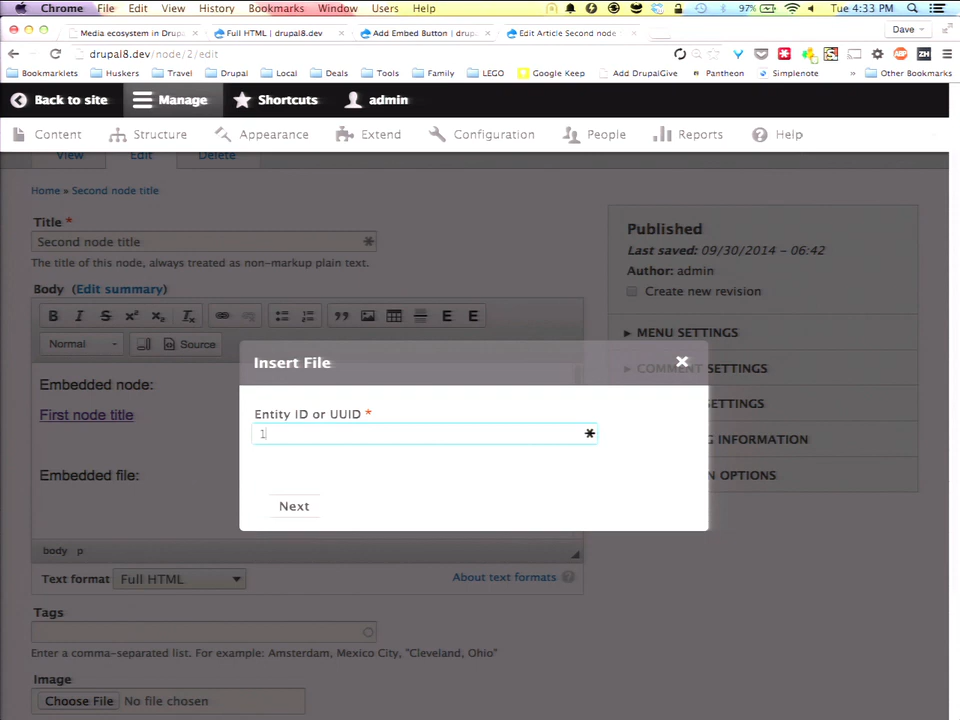 Chrome File Edit View History Bookmarks Window Users Help 97% Tue 4:33 PM
Media ecosystem in Drupa × Full HTML | drupal8.dev × Add Embed Button | drupa × Edit Article Second node × Dave
drupal8.dev/node/2/edit
Bookmarklets Huskers Travel Drupal Local Deals Tools Family LEGO Google Keep Add DrupalGive Pantheon Simplenote » Other Bookmarks
Back to site Manage Shortcuts admin
Content Structure Appearance Extend Configuration People Reports Help
View Edit Delete
Home » Second node title
Title *
Second node title
The title of this node, always treated as non-markup plain text.
Body (Edit summary)
B I S x² x₂ Tx E E
Normal Source
Embedded node:
First node title
Embedded file:
body p
Text format Full HTML
About text formats ?
Tags
Enter a comma-separated list. For example: Amsterdam, Mexico City, "Cleveland, Ohio"
Image
Choose File No file chosen
Published
Last saved: 09/30/2014 – 06:42
Author: admin
Create new revision
MENU SETTINGS
COMMENT SETTINGS
SETTINGS
INFORMATION
OPTIONS
Insert File ×
Entity ID or UUID *
1
Next